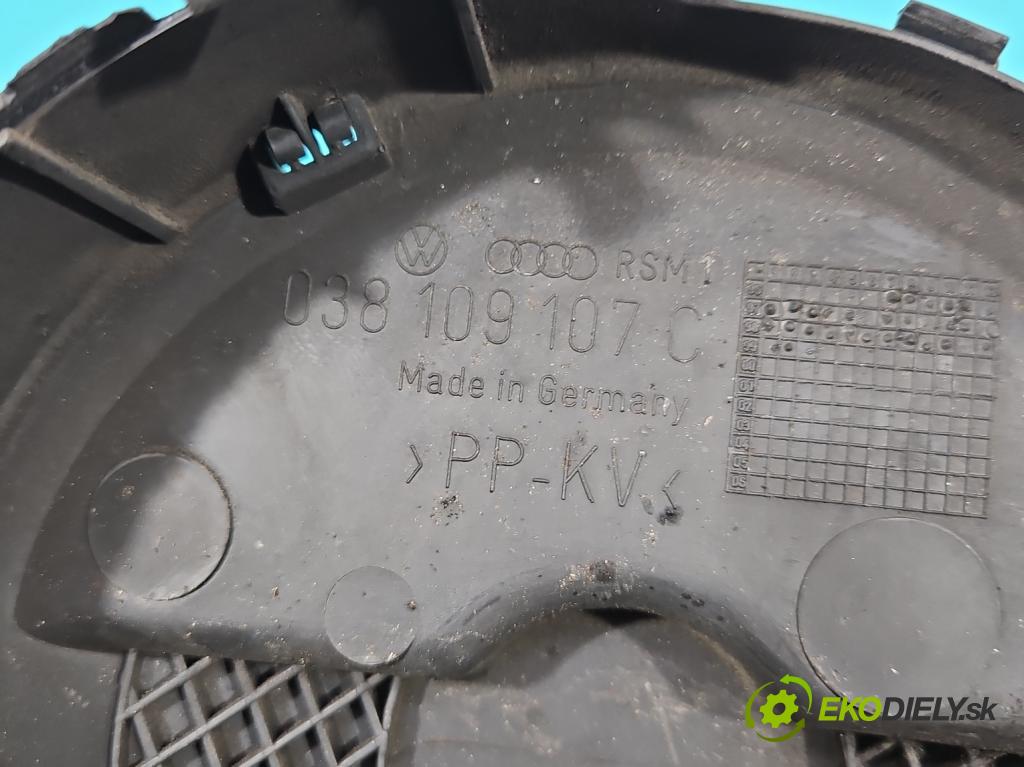 RSM
038 109 107 C
Made in Germany
>PP-KV<
EKODIELY.sk